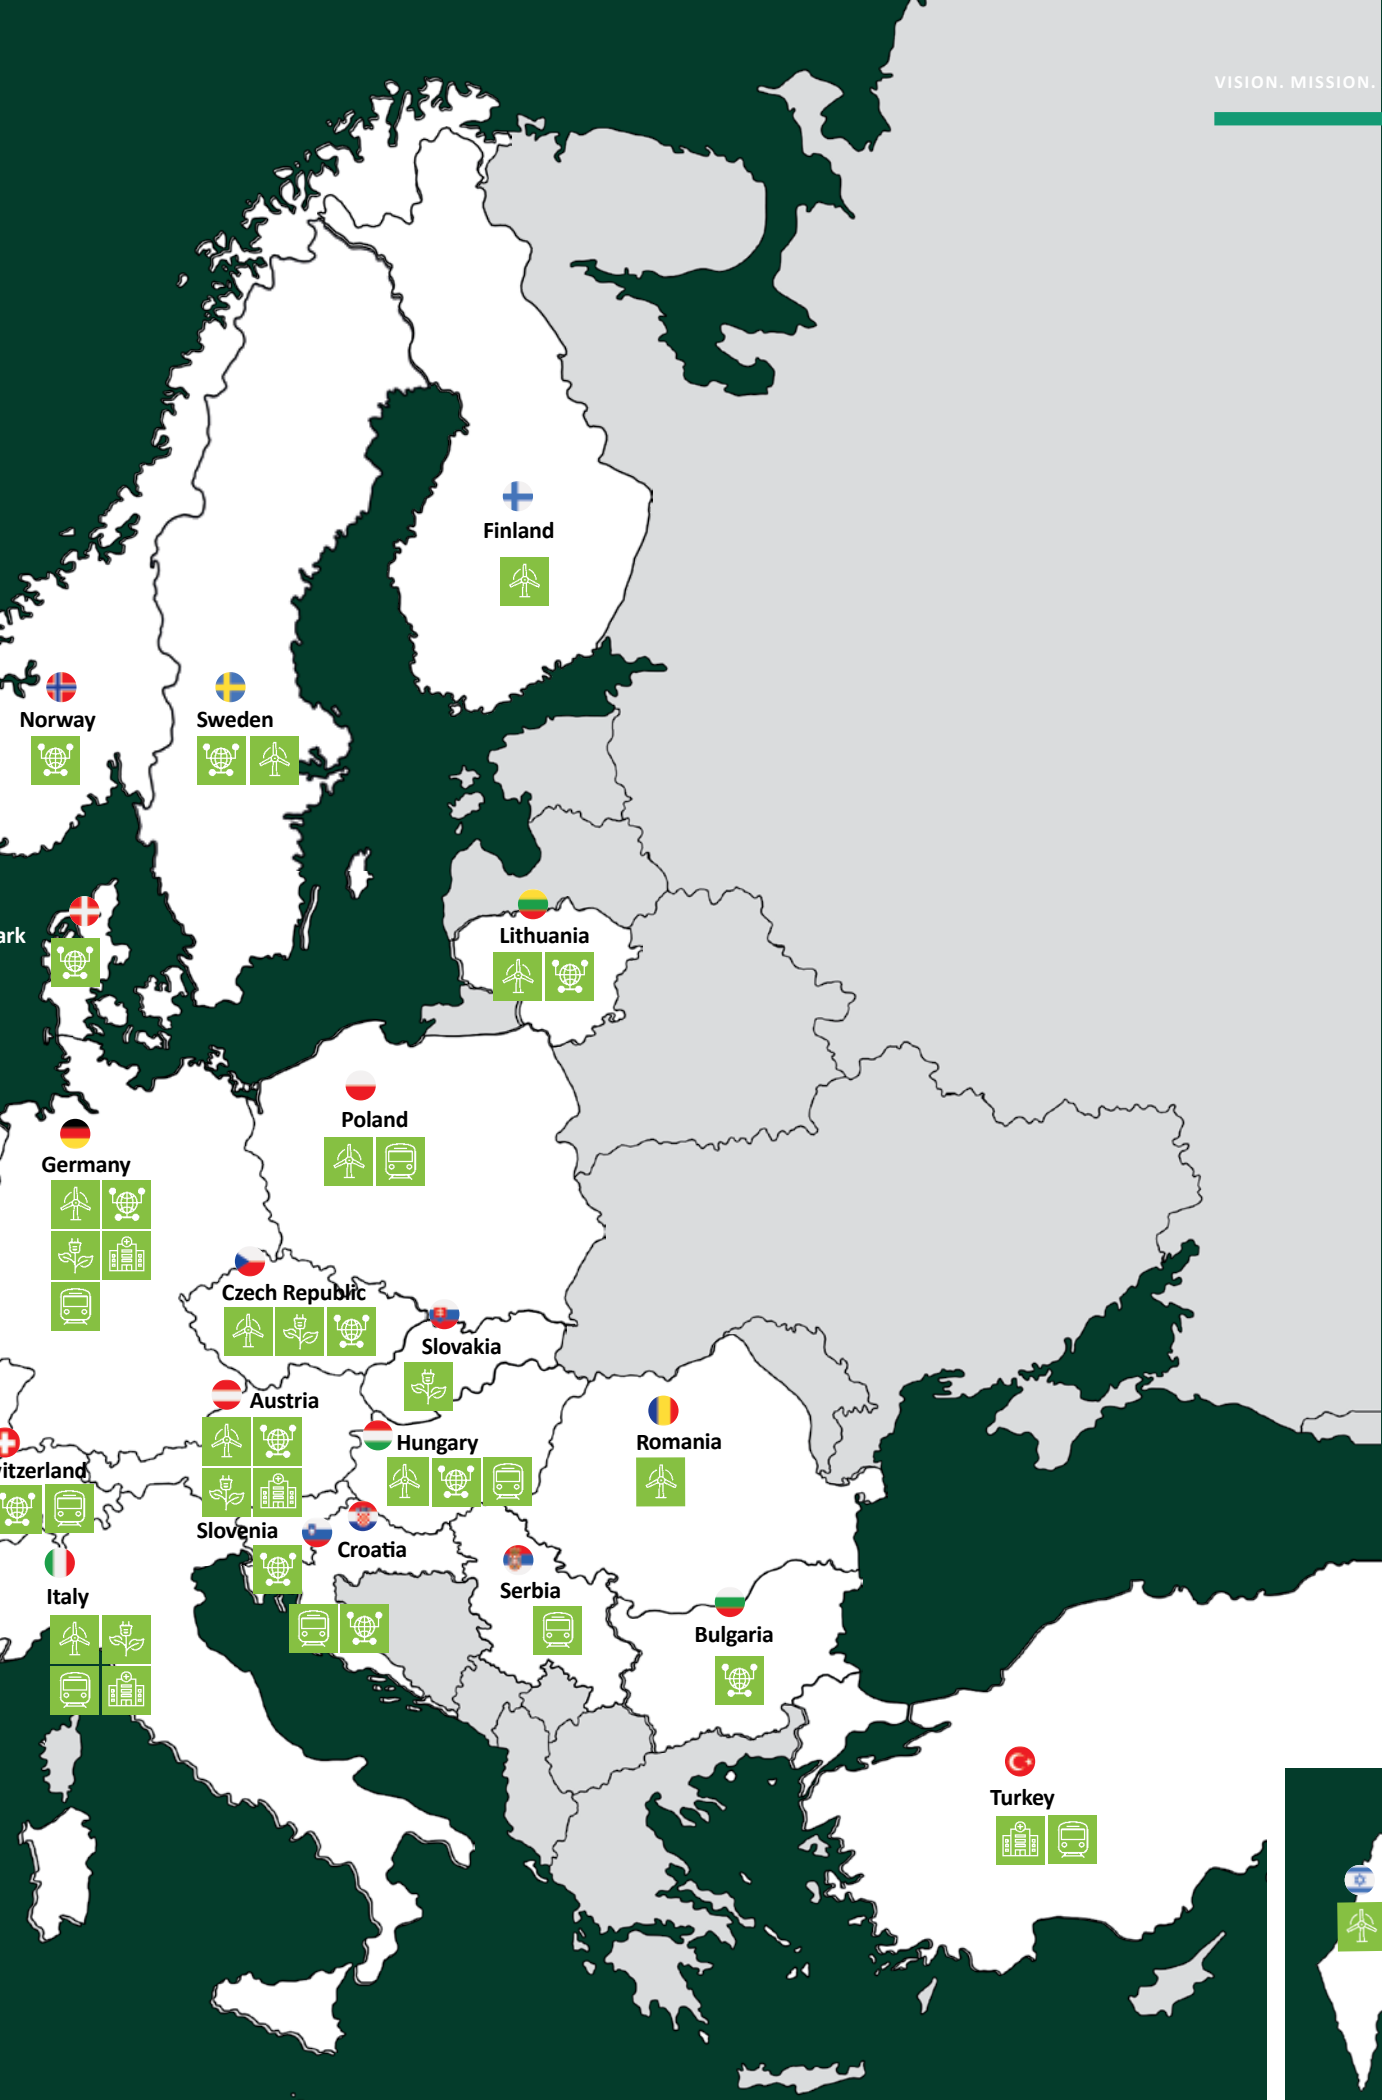 VISION. MISSION.
Finland
Norway
Sweden
ark
Lithuania
Poland
Germany
Czech Republic
Slovakia
Austria
Hungary
Romania
itzerland
Slovenia
Croatia
Italy
Serbia
Bulgaria
Turkey